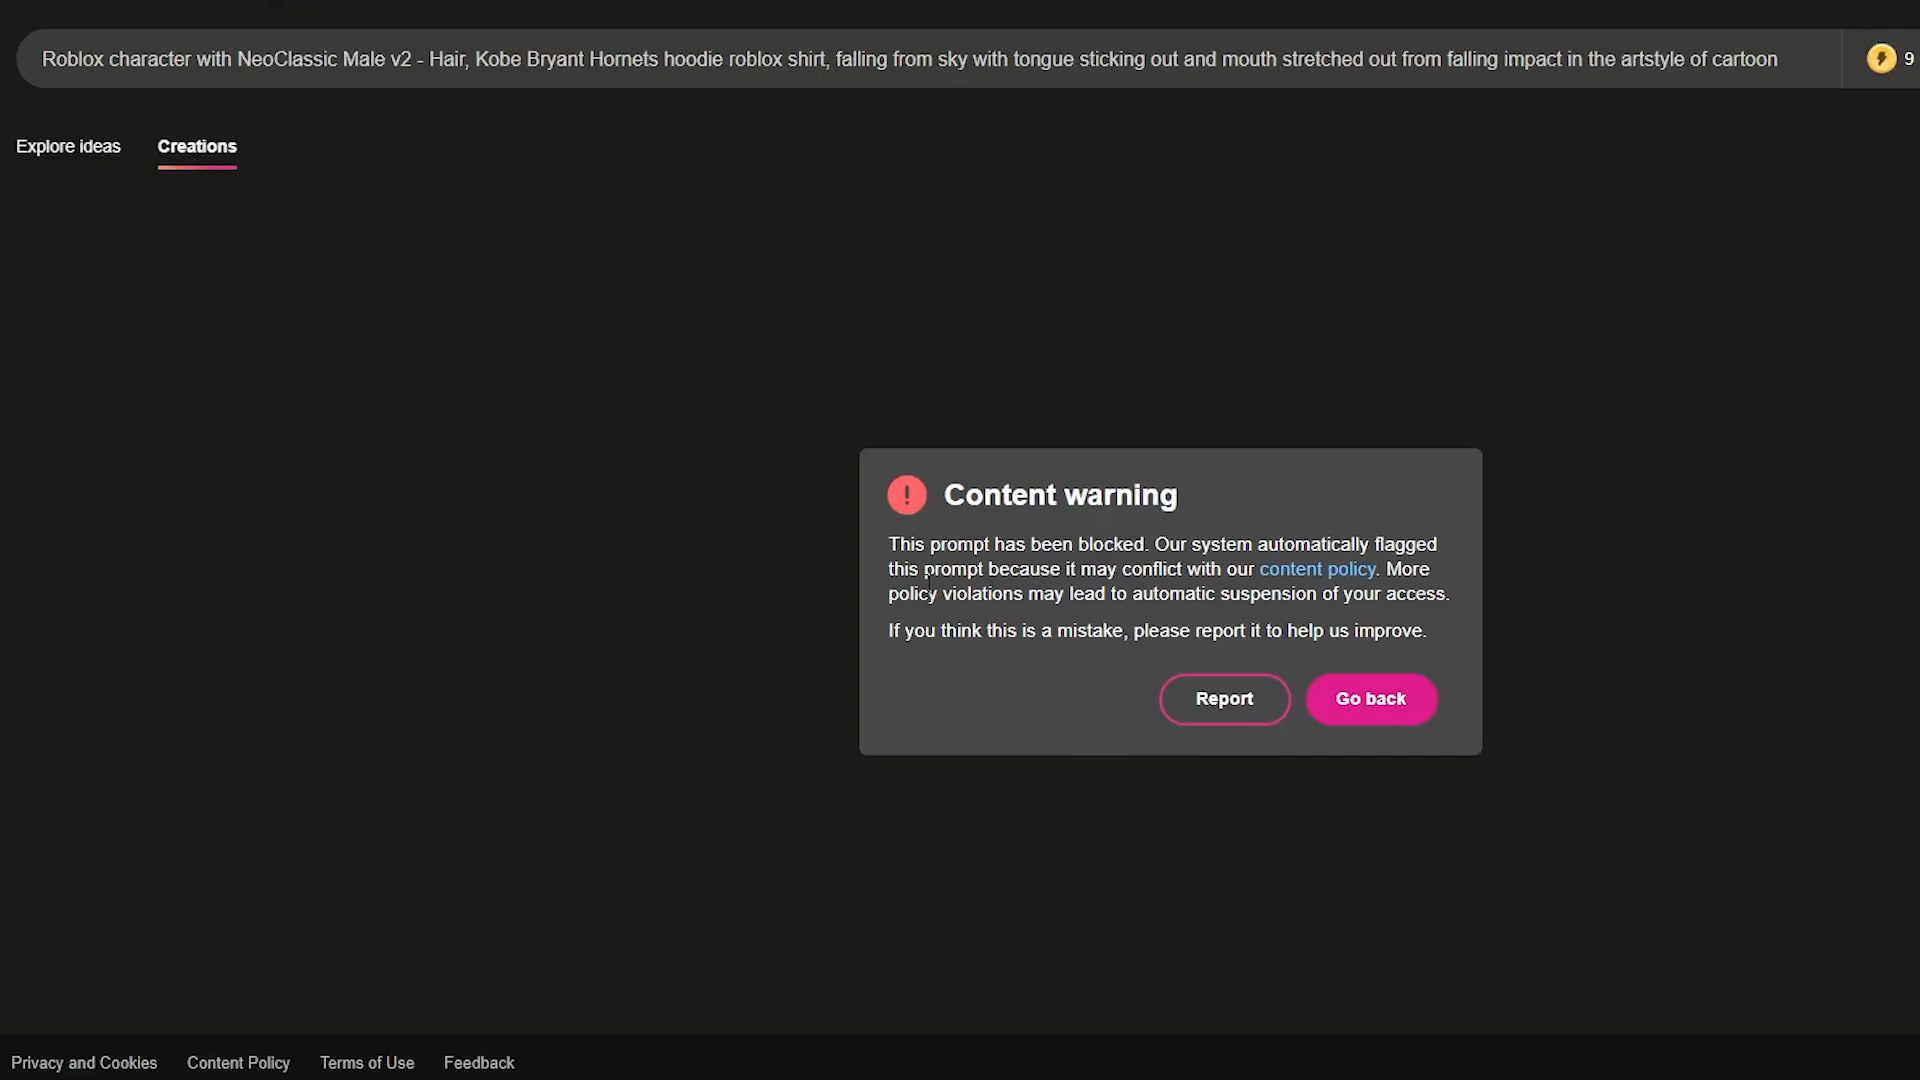 Roblox character with NeoClassic Male v2 - Hair, Kobe Bryant Hornets hoodie roblox shirt, falling from sky with tongue sticking out and mouth stretched out from falling impact in the artstyle of cartoon
9
Explore ideas
Creations
Content warning
This prompt has been blocked. Our system automatically flagged
this prompt because it may conflict with our content policy. More
policy violations may lead to automatic suspension of your access.
If you think this is a mistake, please report it to help us improve.
Report
Go back
Privacy and Cookies
Content Policy
Terms of Use
Feedback